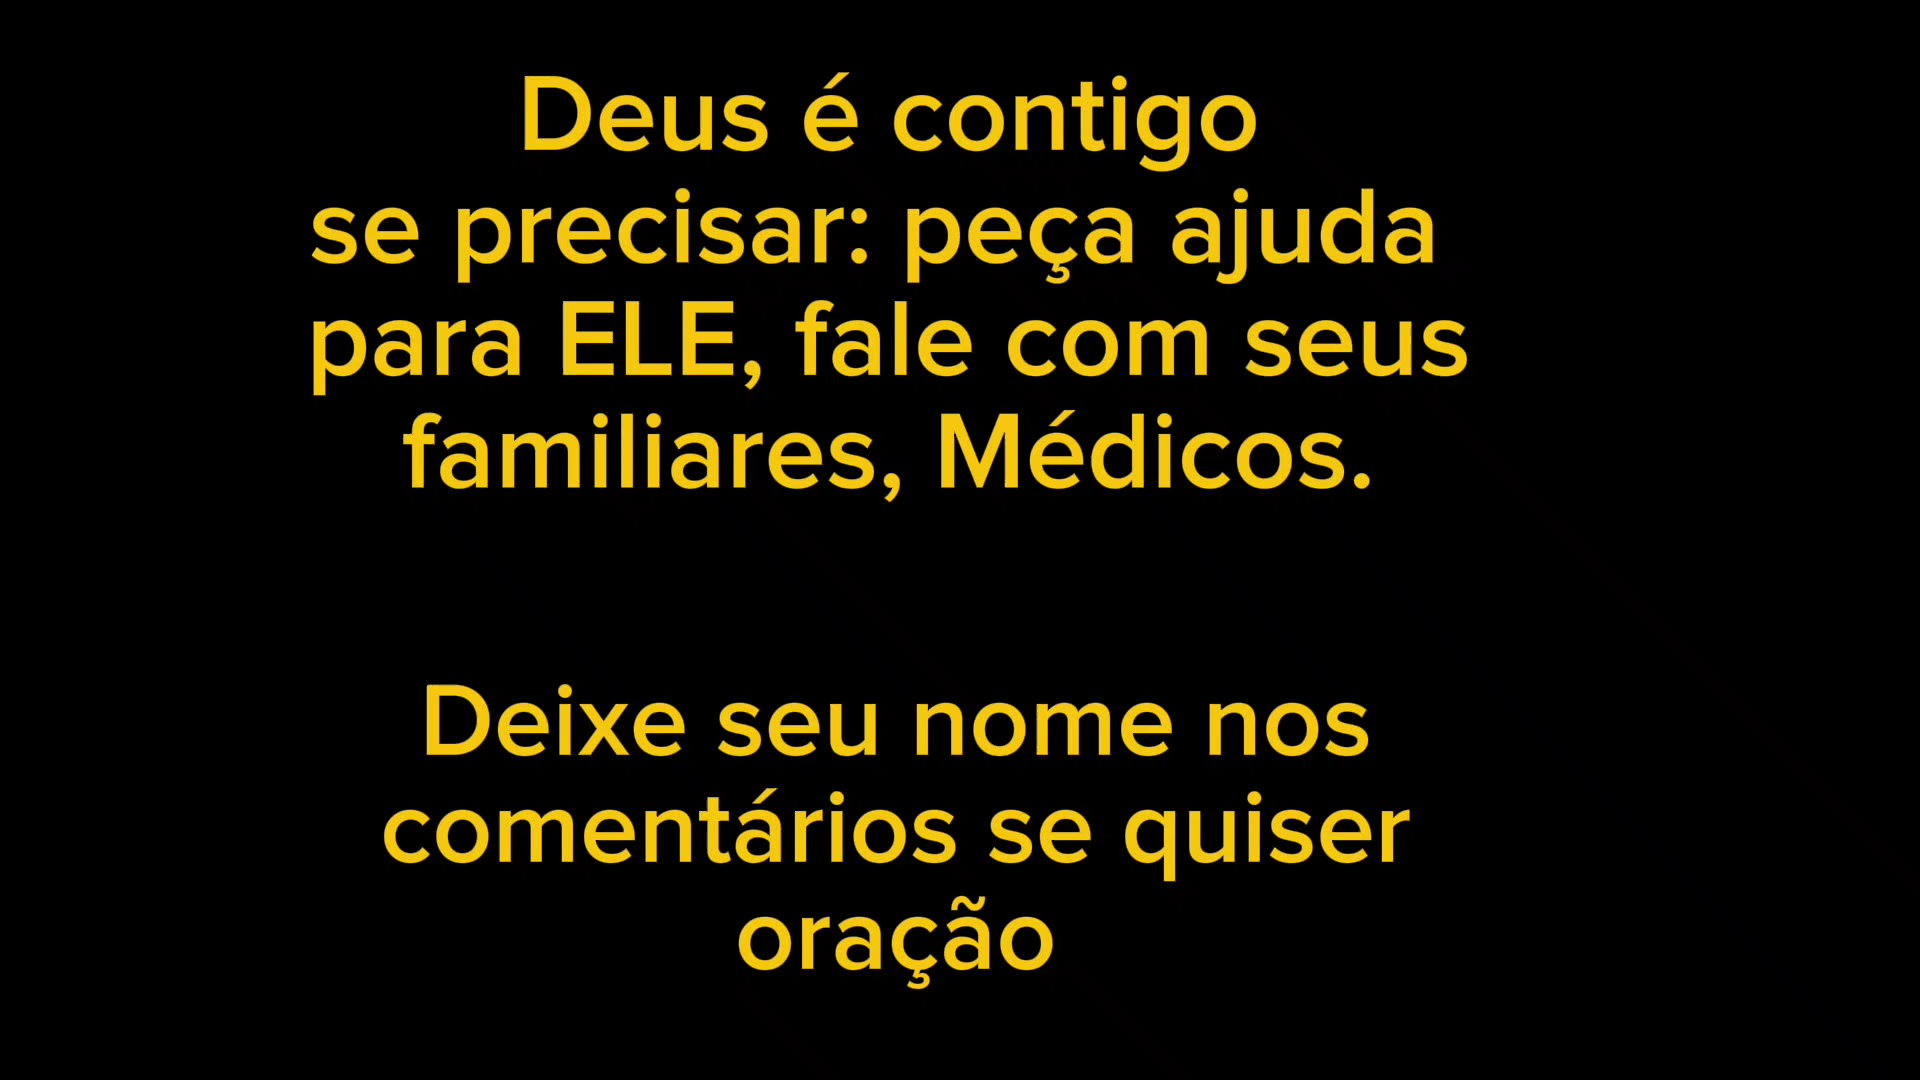 Deus é contigo
se precisar: peça ajuda
para ELE, fale com seus
familiares, Médicos.
Deixe seu nome nos
comentários se quiser
oração